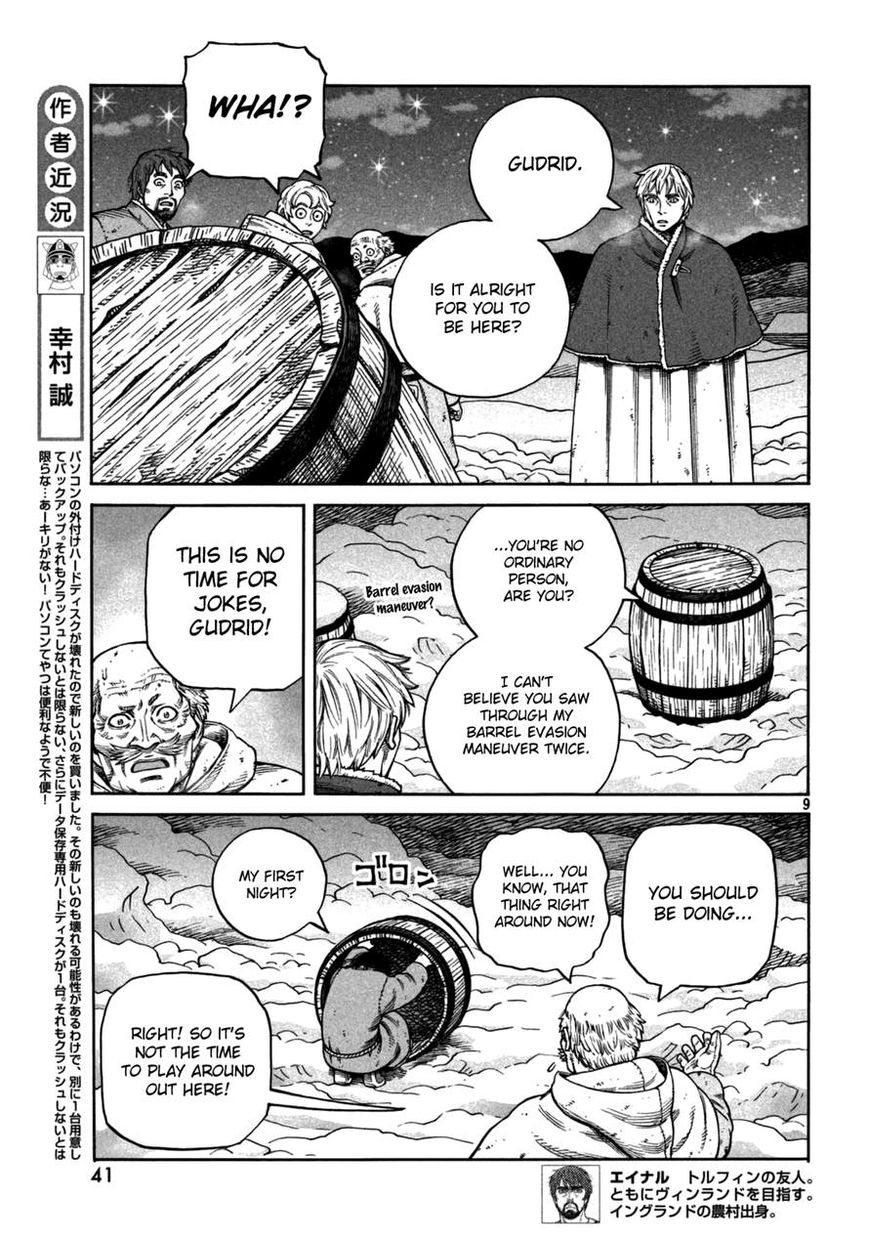 GUDRID.
IS IT ALRIGHT
FOR YOU TO
BE HERE?
WHA!?
...YOU'RE NO
ORDINARY
PERSON,
ARE YOU?
I CAN'T
BELIEVE YOU SAW
THROUGH MY
BARREL EVASION
MANEUVER TWICE.
Barrel evasion
maneuver?
THIS IS NO
TIME FOR
JOKES,
GUDRID!
9
YOU SHOULD
BE DOING...
WELL... YOU
KNOW, THAT
THING RIGHT
AROUND NOW!
ゴロン
MY FIRST
NIGHT?
RIGHT! SO IT'S
NOT THE TIME
TO PLAY AROUND
OUT HERE!
作者近況
幸村誠
パソコンの外付けハードディスクが壊れたので新しいのを買いました。その新しいのも壊れる可能性があるわけで、別に1台用意し
てバックアップ。それもクラッシュしないとは限らない、さらにデータ保存専用ハードディスクが1台。それもクラッシュしないとは
限らな…あーキリがない！パソコンてやつは便利なようで不便！
41
エイナル　トルフィンの友人。
ともにヴィンランドを目指す。
イングランドの農村出身。